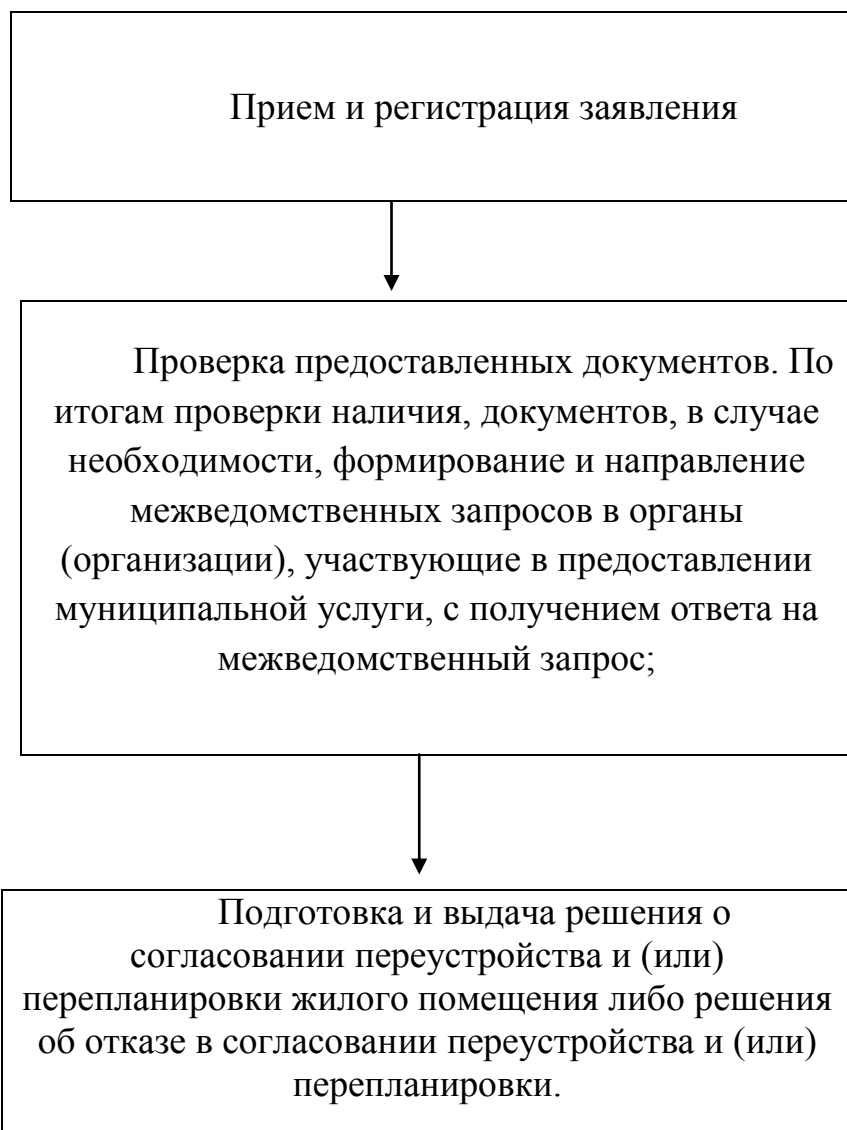 Прием и регистрация заявления
Проверка предоставленных документов. По
итогам проверки наличия, документов, в случае
необходимости, формирование и направление
межведомственных запросов в органы
(организации), участвующие в предоставлении
муниципальной услуги, с получением ответа на
межведомственный запрос;
Подготовка и выдача решения о
согласовании переустройства и (или)
перепланировки жилого помещения либо решения
об отказе в согласовании переустройства и (или)
перепланировки.